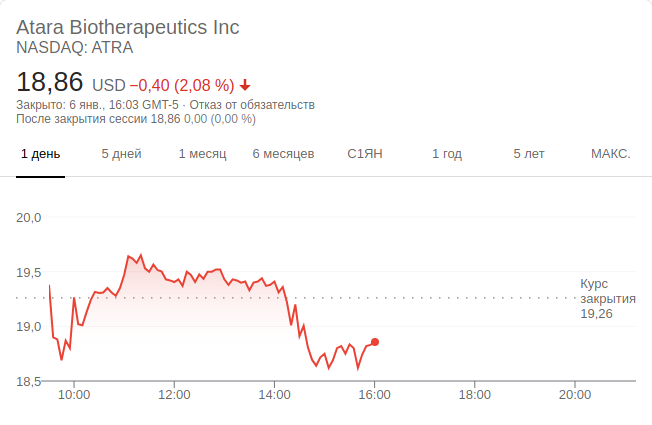 Atara Biotherapeutics Inc
NASDAQ: ATRA
18,86 USD −0,40 (2,08 %)
Закрыто: 6 янв., 16:03 GMT-5 · Отказ от обязательств
После закрытия сессии 18,86 0,00 (0,00 %)
1 день 5 дней 1 месяц 6 месяцев С1ЯН 1 год 5 лет МАКС.
20,0
19,5
Курс
закрытия
19,26
19,0
18,5
10:00 12:00 14:00 16:00 18:00 20:00